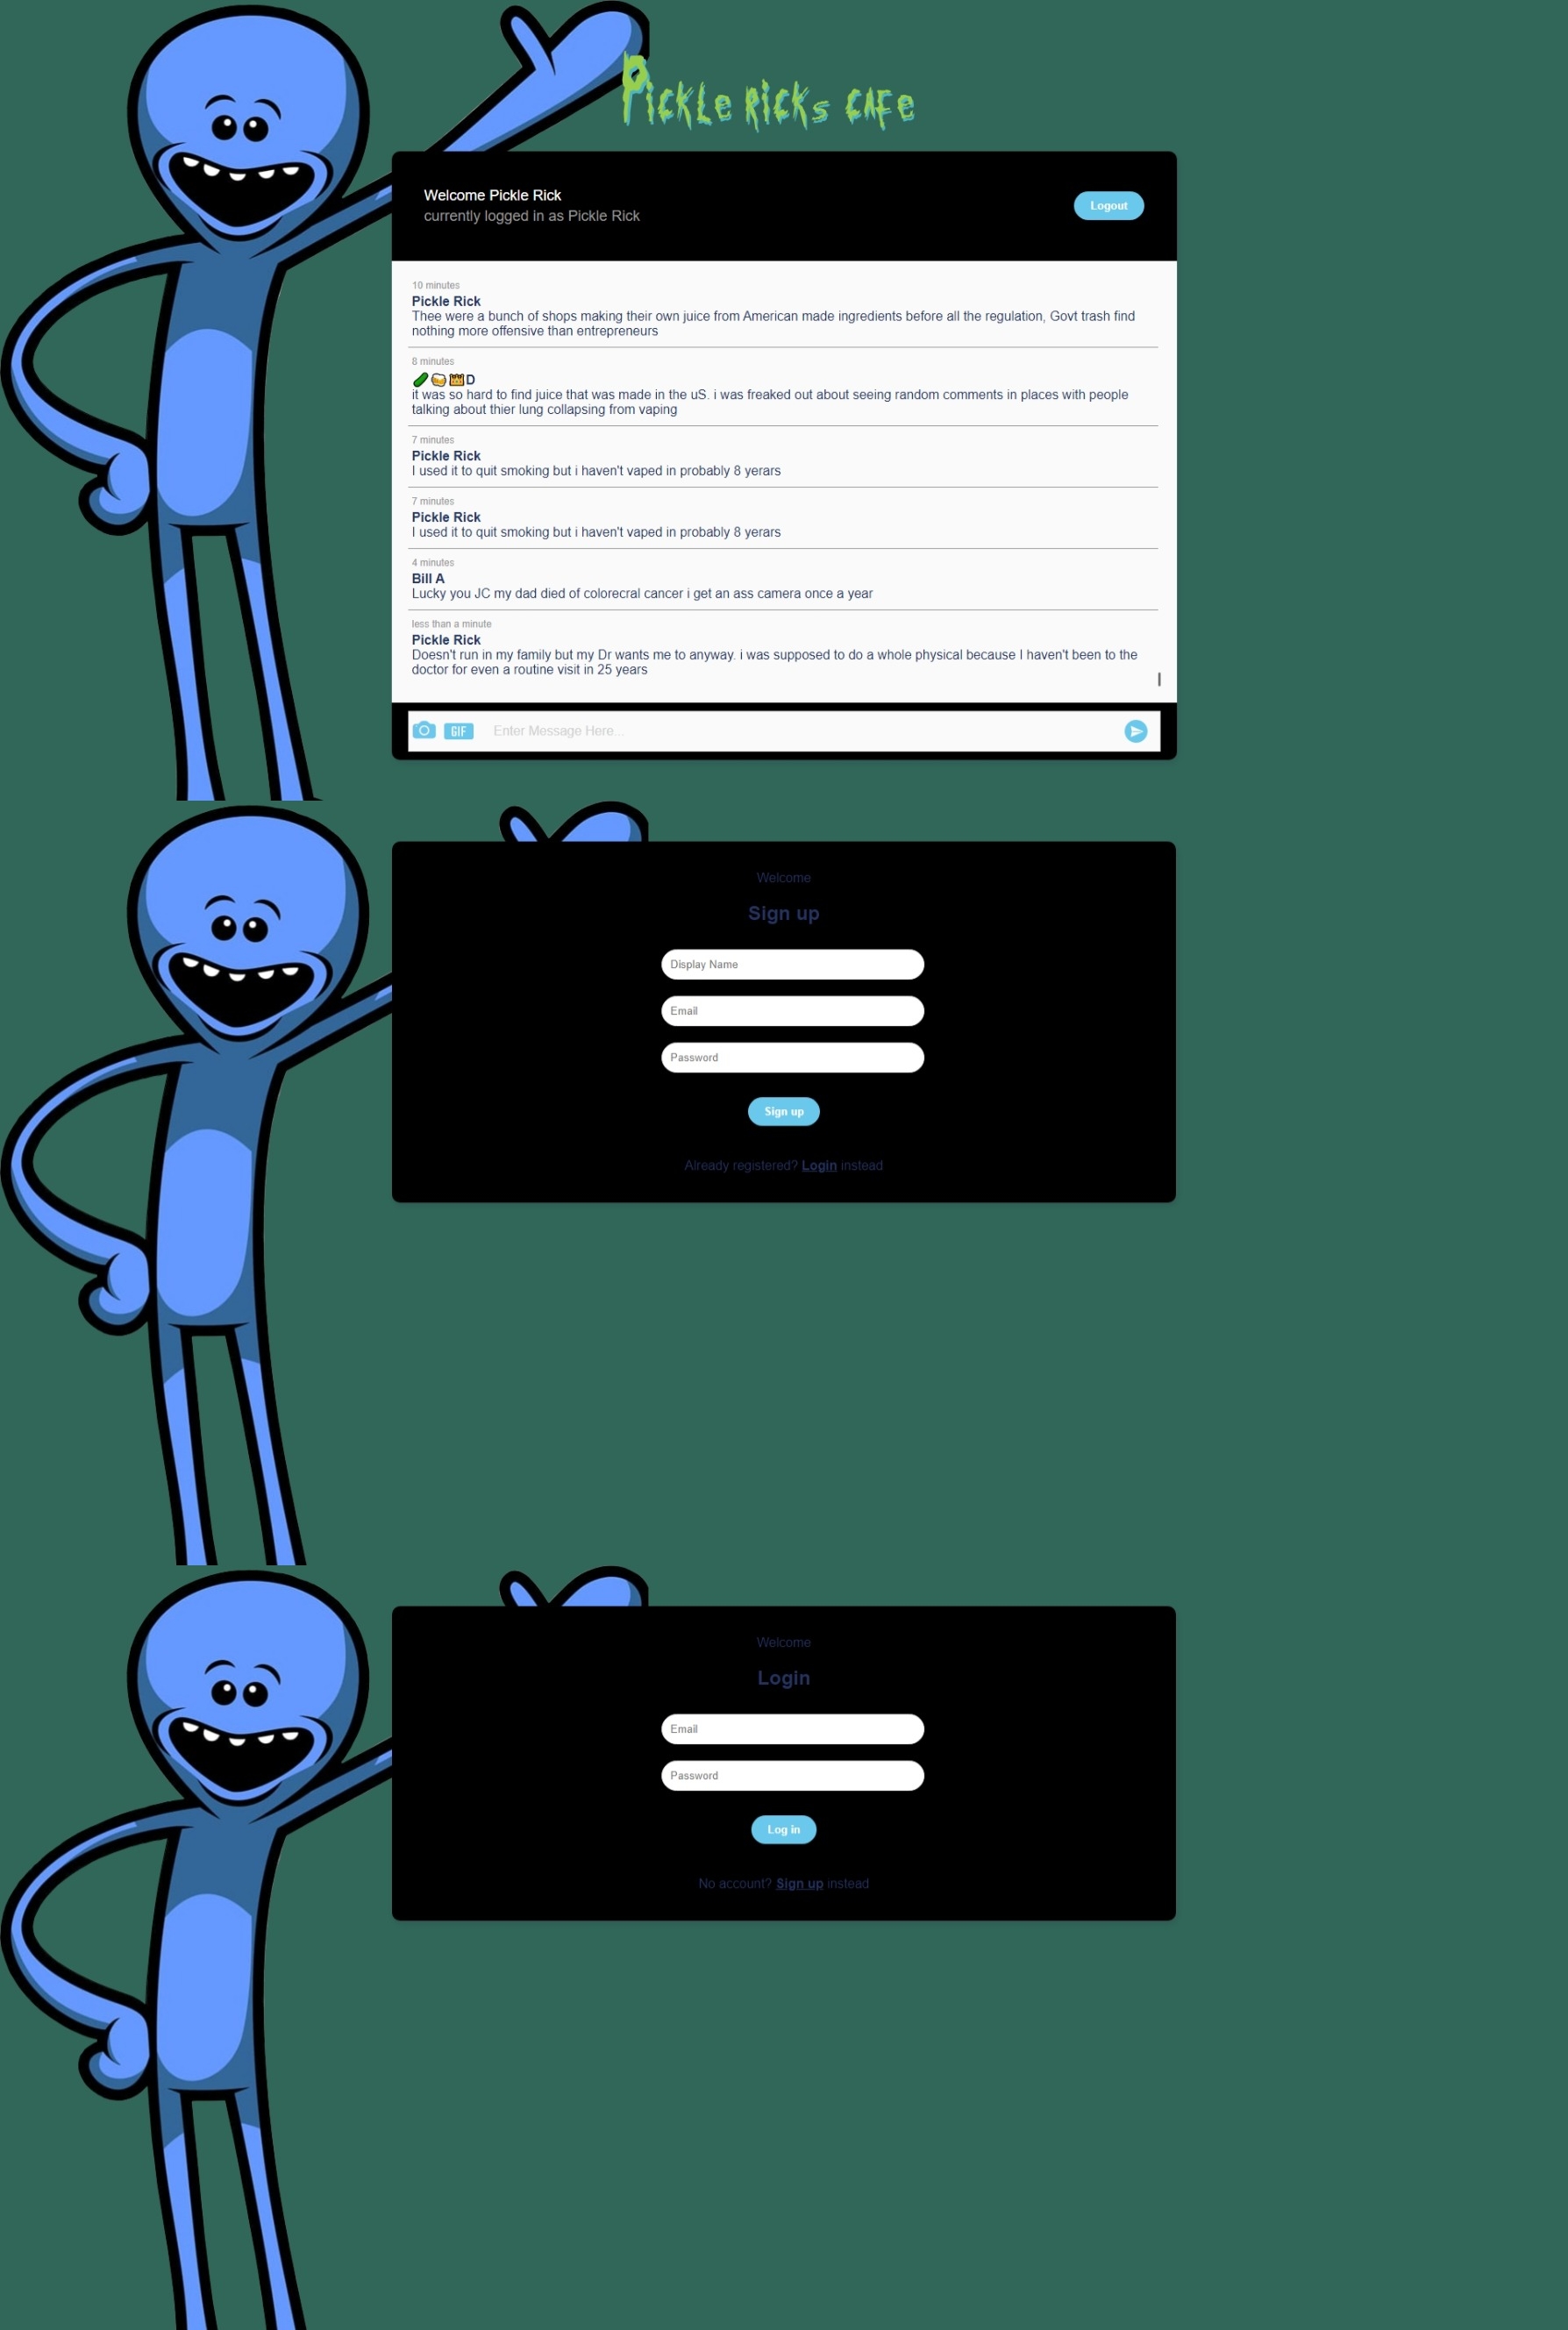 Pickle Ricks Cafe
Welcome Pickle Rick
currently logged in as Pickle Rick
Logout
10 minutes
Pickle Rick
Thee were a bunch of shops making their own juice from American made ingredients before all the regulation, Govt trash find
nothing more offensive than entrepreneurs
8 minutes
🥒🍻👑D
it was so hard to find juice that was made in the uS. i was freaked out about seeing random comments in places with people
talking about thier lung collapsing from vaping
7 minutes
Pickle Rick
I used it to quit smoking but i haven't vaped in probably 8 yerars
7 minutes
Pickle Rick
I used it to quit smoking but i haven't vaped in probably 8 yerars
4 minutes
Bill A
Lucky you JC my dad died of colorecral cancer i get an ass camera once a year
less than a minute
Pickle Rick
Doesn't run in my family but my Dr wants me to anyway. i was supposed to do a whole physical because I haven't been to the
doctor for even a routine visit in 25 years
GIF Enter Message Here...
Welcome
Sign up
Display Name
Email
Password
Sign up
Already registered? Login instead
Welcome
Login
Email
Password
Log in
No account? Sign up instead